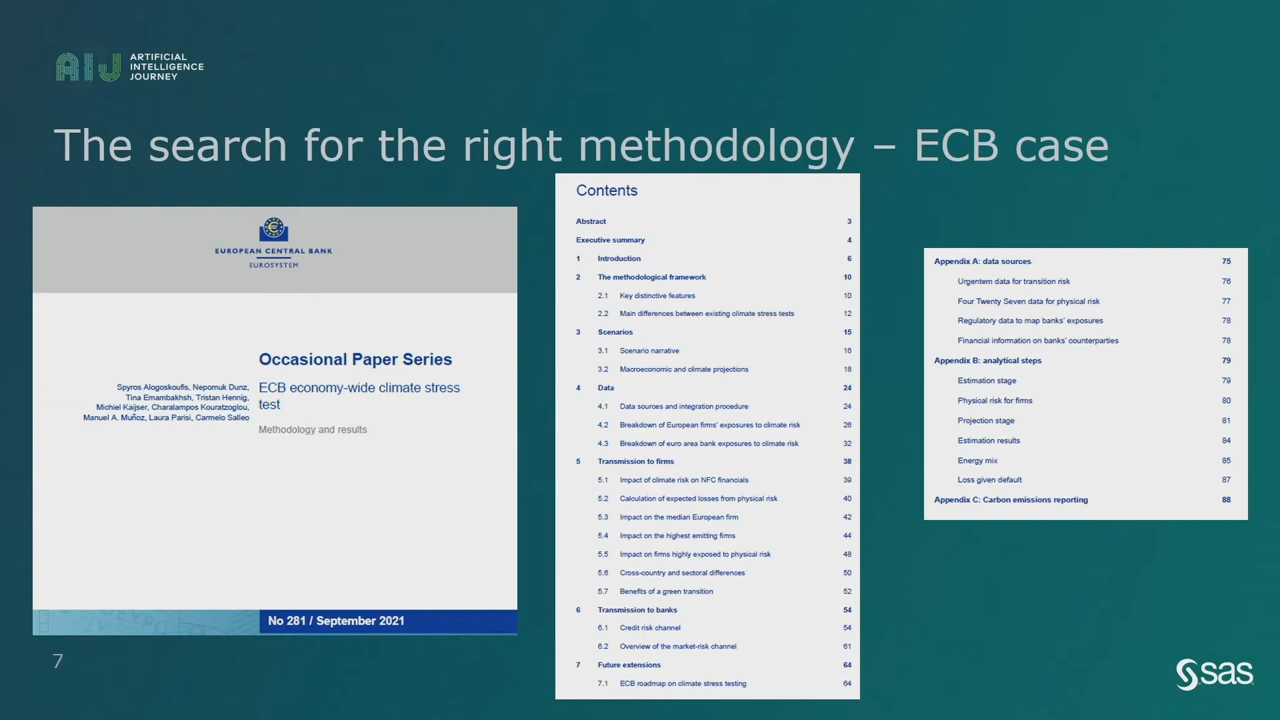 AIJ ARTIFICIAL
INTELLIGENCE
JOURNEY
The search for the right methodology – ECB case
EUROPEAN CENTRAL BANK
EUROSYSTEM
Occasional Paper Series
Spyros Alogoskoufis, Nepomuk Dunz,
Tina Emambakhsh, Tristan Hennig,
Michiel Kaijser, Charalampos Kouratzoglou,
Manuel A. Muñoz, Laura Parisi, Carmelo Salleo
ECB economy-wide climate stress
test
Methodology and results
No 281 / September 2021
Contents
Abstract 3
Executive summary 4
1 Introduction 6
2 The methodological framework 10
2.1 Key distinctive features 10
2.2 Main differences between existing climate stress tests 12
3 Scenarios 15
3.1 Scenario narrative 16
3.2 Macroeconomic and climate projections 18
4 Data 24
4.1 Data sources and integration procedure 24
4.2 Breakdown of European firms' exposures to climate risk 26
4.3 Breakdown of euro area bank exposures to climate risk 32
5 Transmission to firms 38
5.1 Impact of climate risk on NFC financials 39
5.2 Calculation of expected losses from physical risk 40
5.3 Impact on the median European firm 42
5.4 Impact on the highest emitting firms 44
5.5 Impact on firms highly exposed to physical risk 48
5.6 Cross-country and sectoral differences 50
5.7 Benefits of a green transition 52
6 Transmission to banks 54
6.1 Credit risk channel 54
6.2 Overview of the market-risk channel 61
7 Future extensions 64
7.1 ECB roadmap on climate stress testing 64
Appendix A: data sources 75
Urgentem data for transition risk 76
Four Twenty Seven data for physical risk 77
Regulatory data to map banks' exposures 78
Financial information on banks' counterparties 78
Appendix B: analytical steps 79
Estimation stage 79
Physical risk for firms 80
Projection stage 81
Estimation results 84
Energy mix 85
Loss given default 87
Appendix C: Carbon emissions reporting 88
7
sas